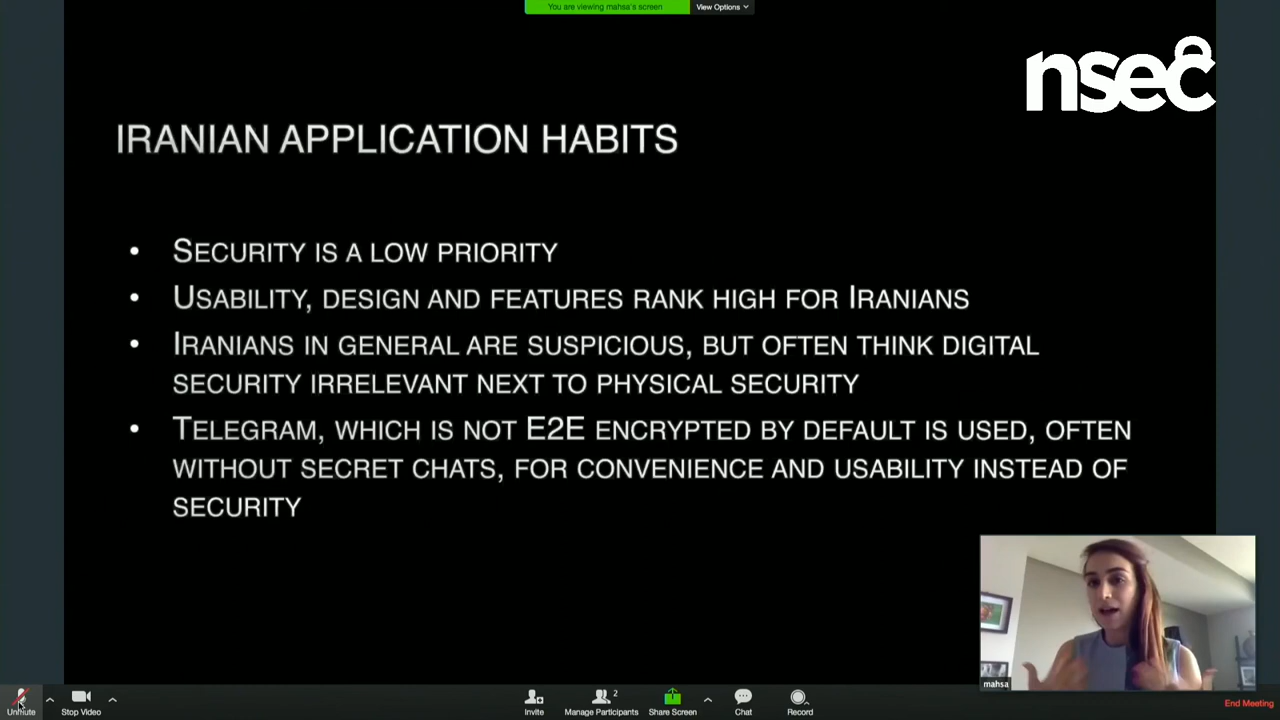 You are viewing mahsa's screen
View Options
nsec
IRANIAN APPLICATION HABITS
• SECURITY IS A LOW PRIORITY
• USABILITY, DESIGN AND FEATURES RANK HIGH FOR IRANIANS
• IRANIANS IN GENERAL ARE SUSPICIOUS, BUT OFTEN THINK DIGITAL
SECURITY IRRELEVANT NEXT TO PHYSICAL SECURITY
• TELEGRAM, WHICH IS NOT E2E ENCRYPTED BY DEFAULT IS USED, OFTEN
WITHOUT SECRET CHATS, FOR CONVENIENCE AND USABILITY INSTEAD OF
SECURITY
mahsa
Unmute
Stop Video
Invite
2
Manage Participants
Share Screen
Chat
Record
End Meeting